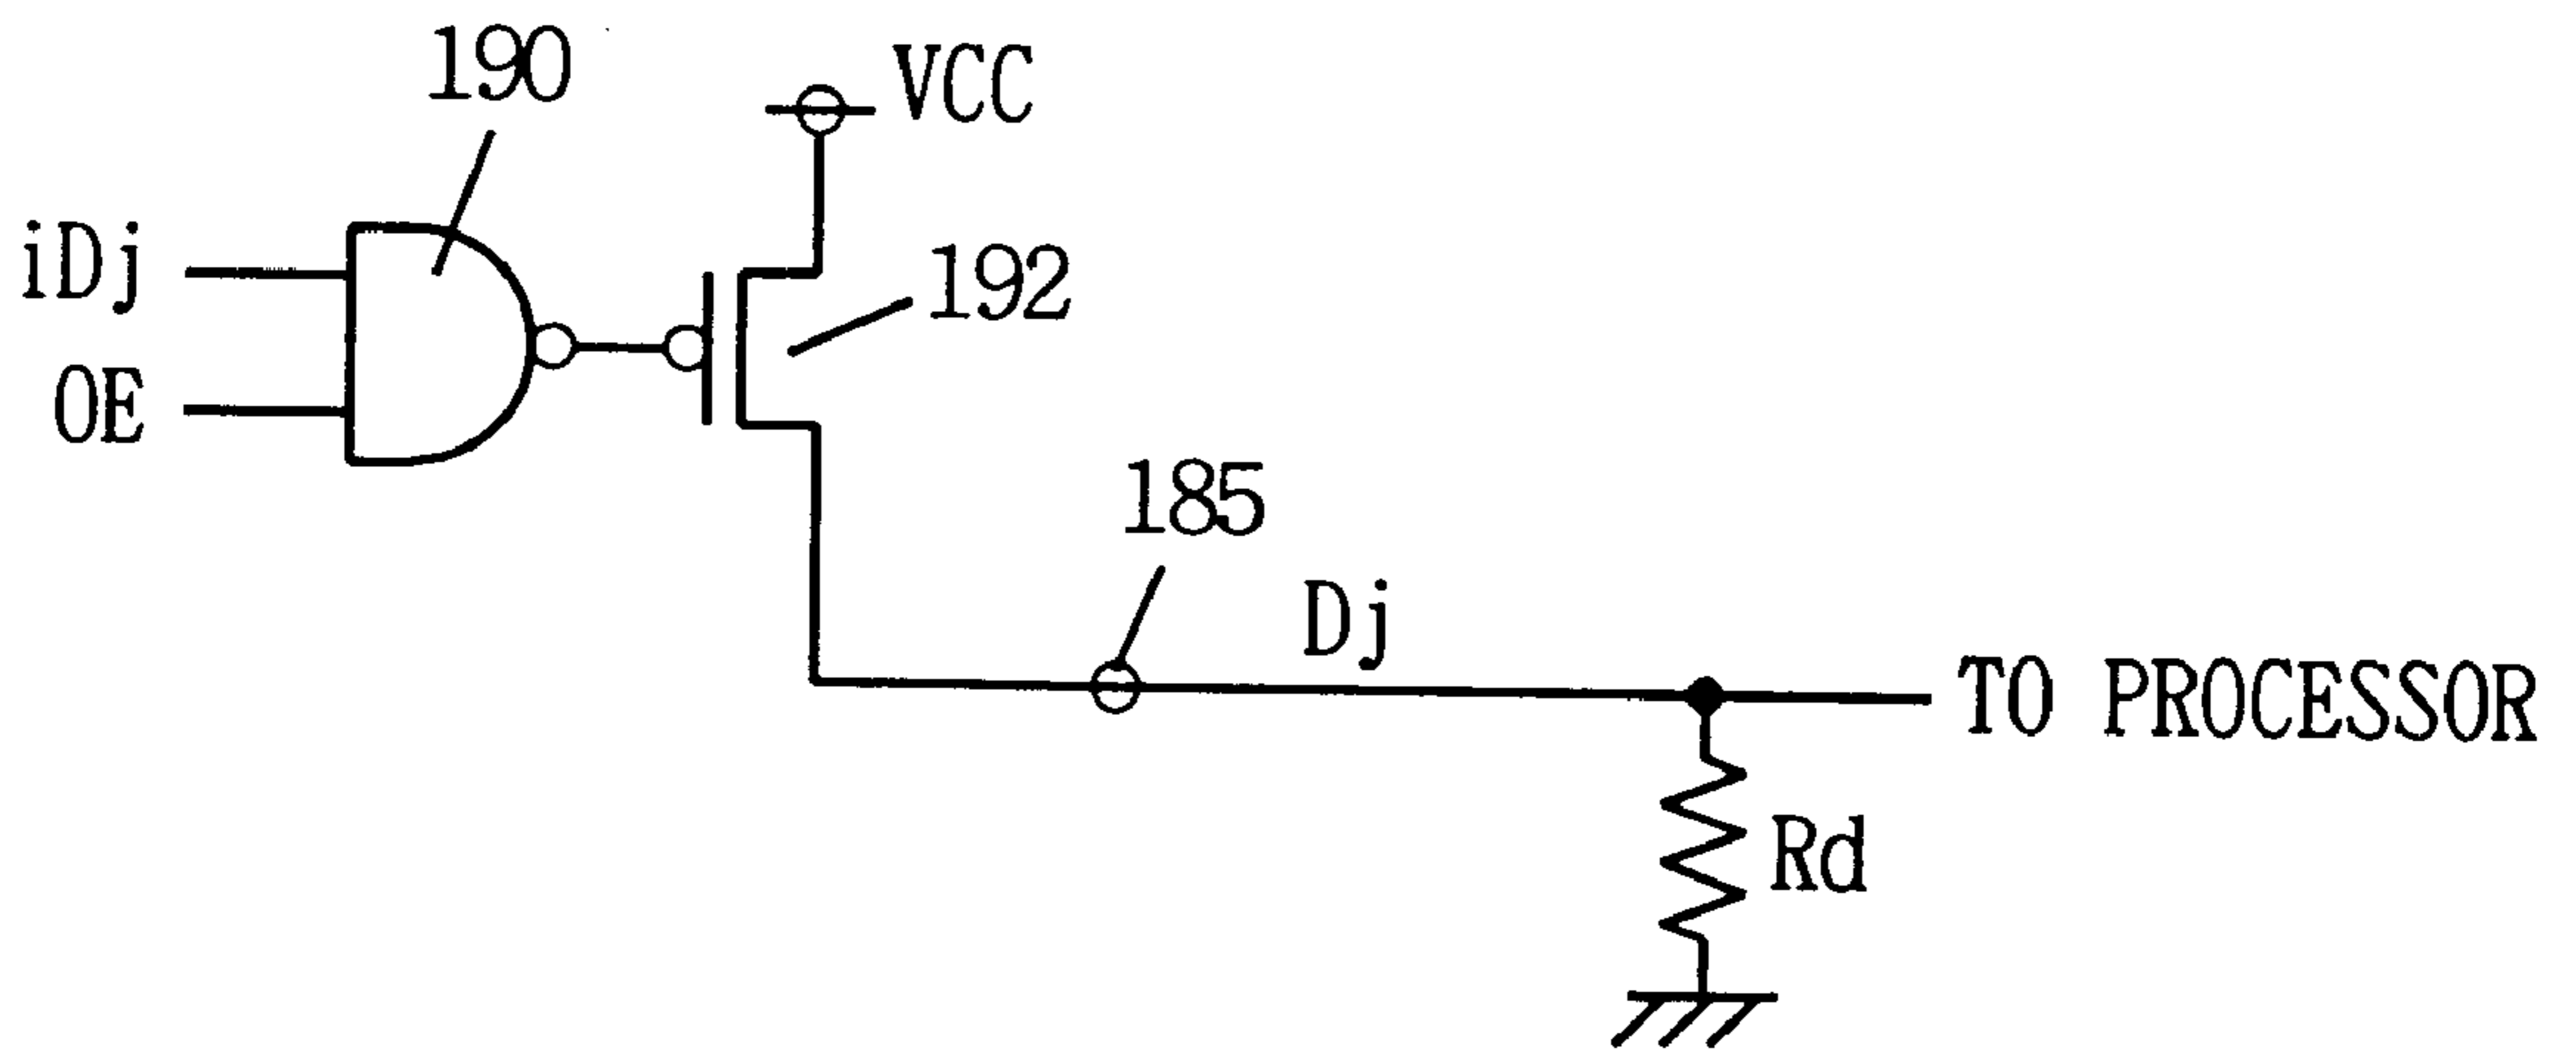 190
VCC
iDj
192
OE
185
Dj
TO PROCESSOR
Rd